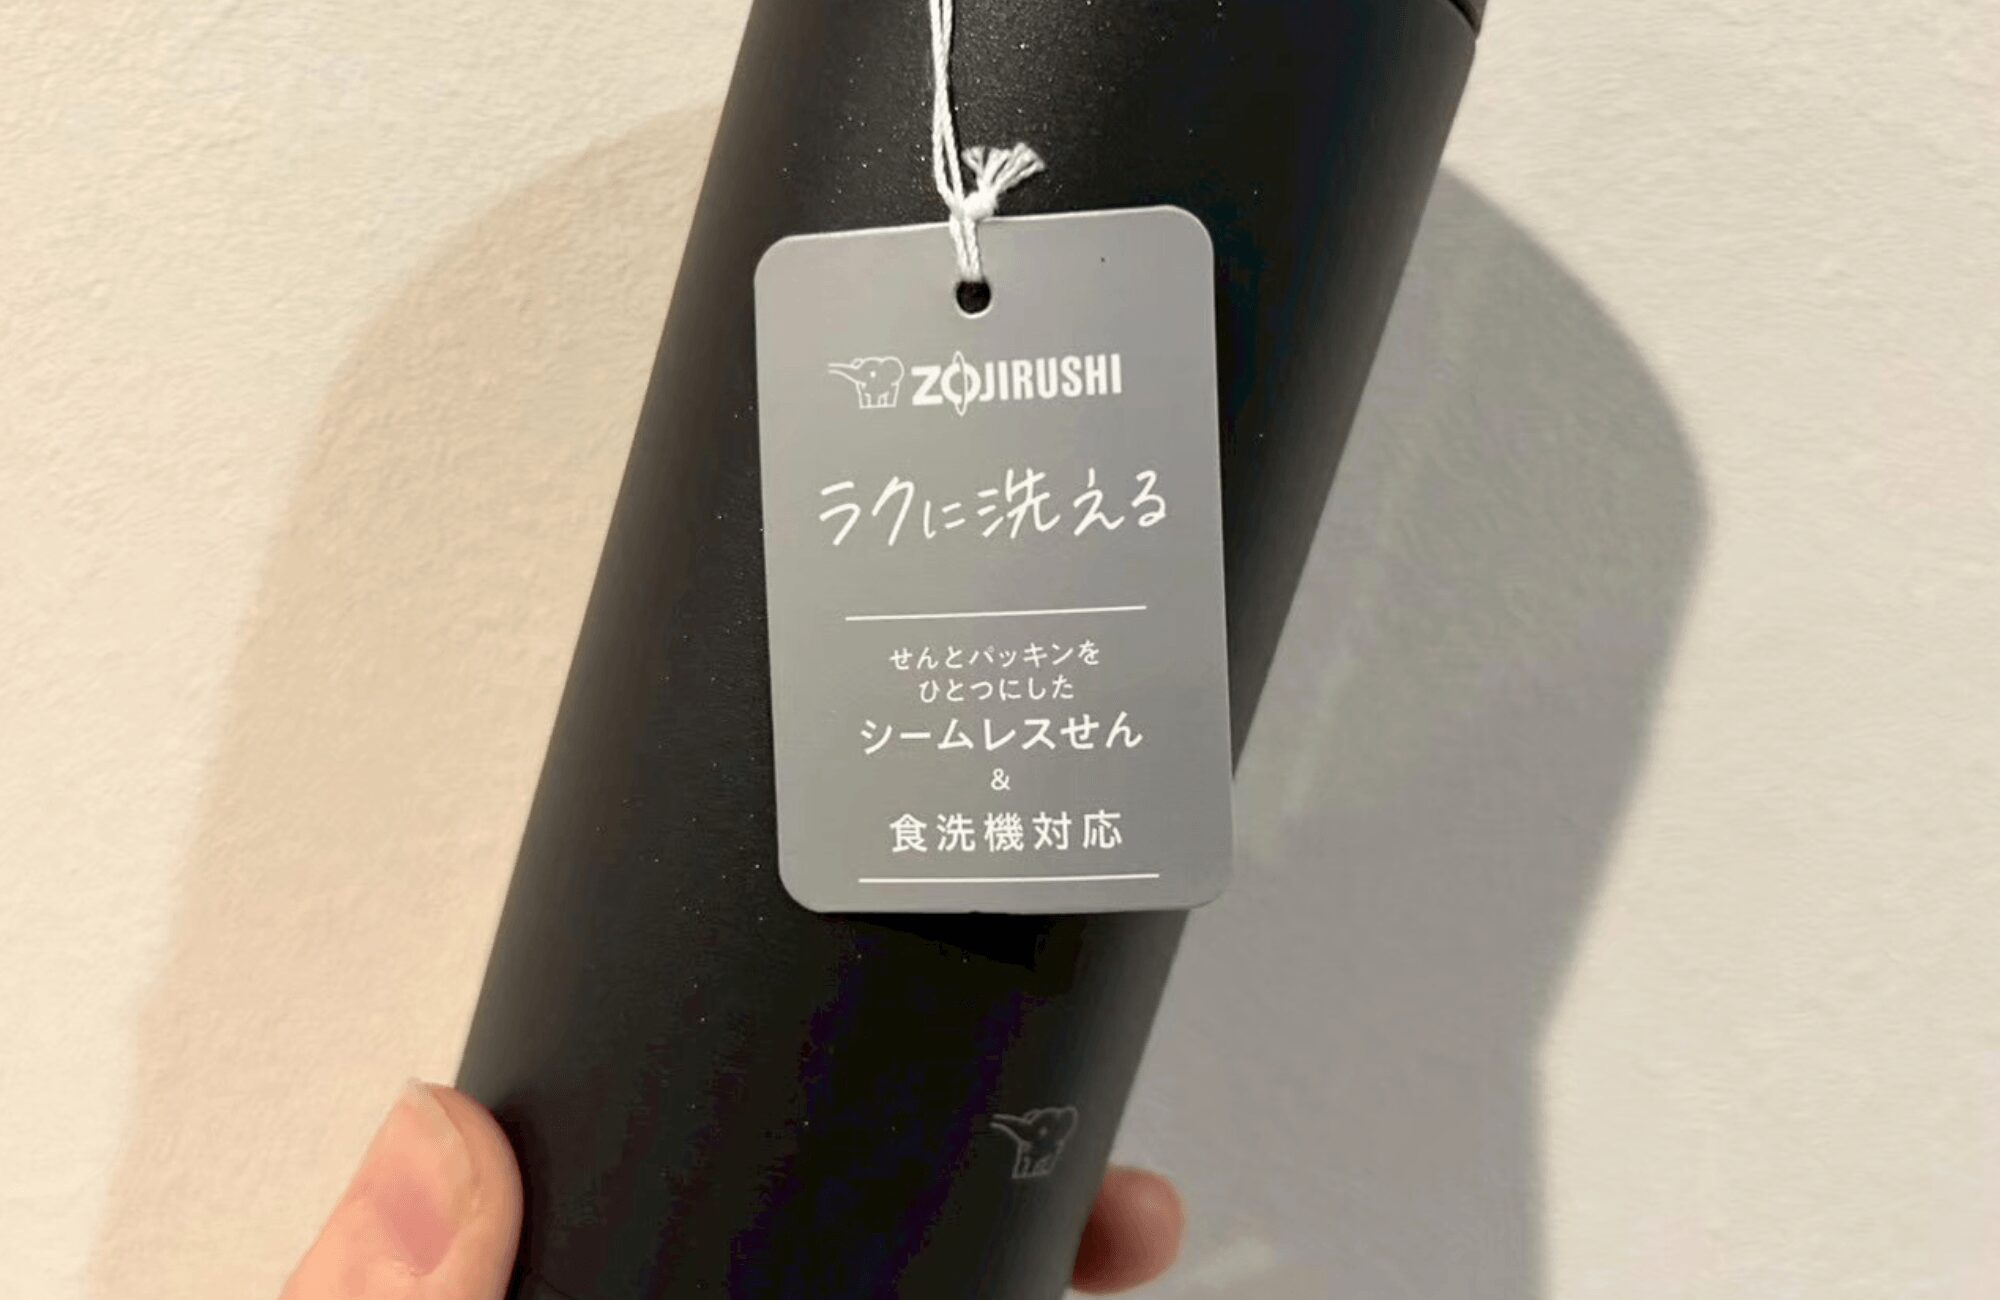 ZOJIRUSHI
ラクに洗える
せんとパッキンを
ひとつにした
シームレスせん
&
食洗機対応